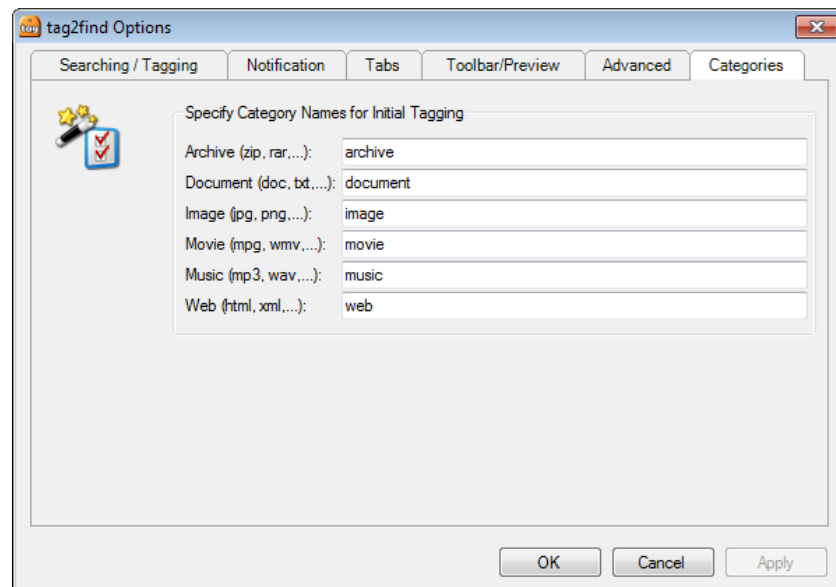 tag tag2find Options
Searching / Tagging Notification Tabs Toolbar/Preview Advanced Categories
Specify Category Names for Initial Tagging
Archive (zip, rar,...): archive
Document (doc, txt,...): document
Image (jpg, png,...): image
Movie (mpg, wmv,...): movie
Music (mp3, wav,...): music
Web (html, xml,...): web
OK Cancel Apply